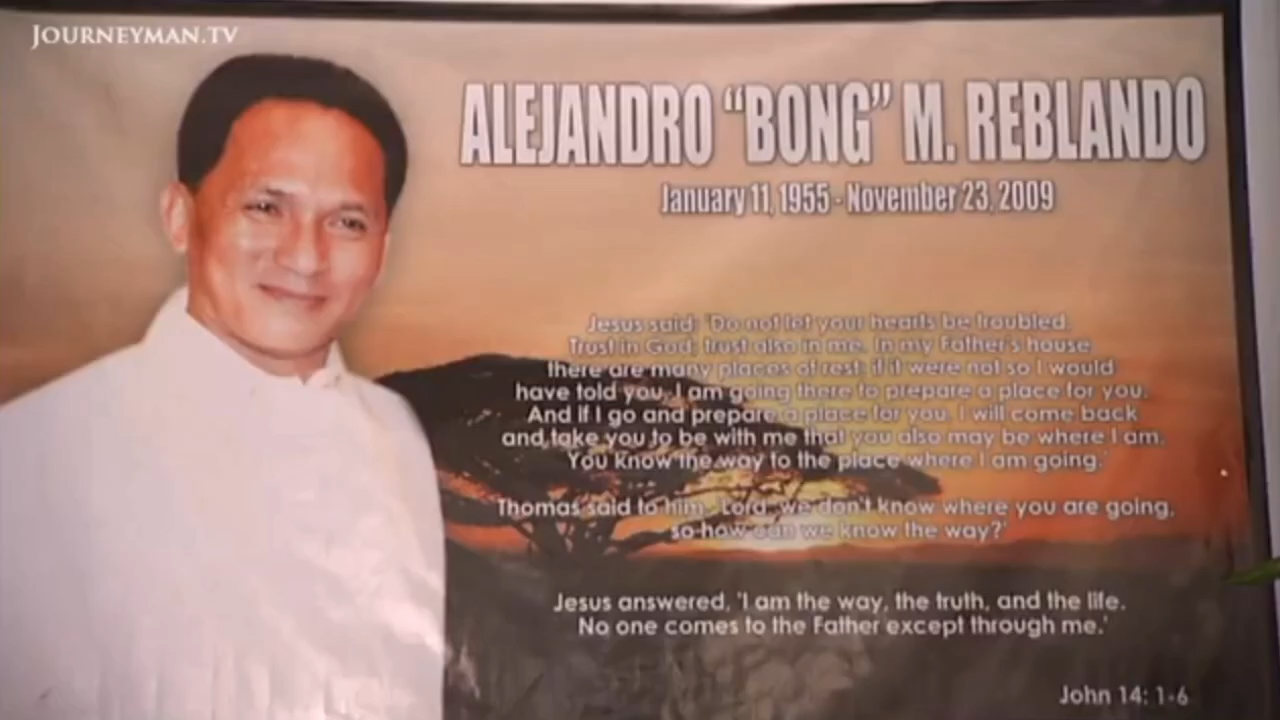 JOURNEYMAN.TV
ALEJANDRO “BONG” M. REBLANDO
January 11, 1955 - November 23, 2009
Jesus said: 'Do not let your hearts be troubled.
Trust in God; trust also in me. In my Father's house
there are many places of rest; if it were not so I would
have told you. I am going there to prepare a place for you.
And if I go and prepare a place for you, I will come back
and take you to be with me that you also may be where I am.
You know the way to the place where I am going.'
Thomas said to him, 'Lord, we don't know where you are going,
so how can we know the way?'
Jesus answered, 'I am the way, the truth, and the life.
No one comes to the Father except through me.'
John 14: 1-6